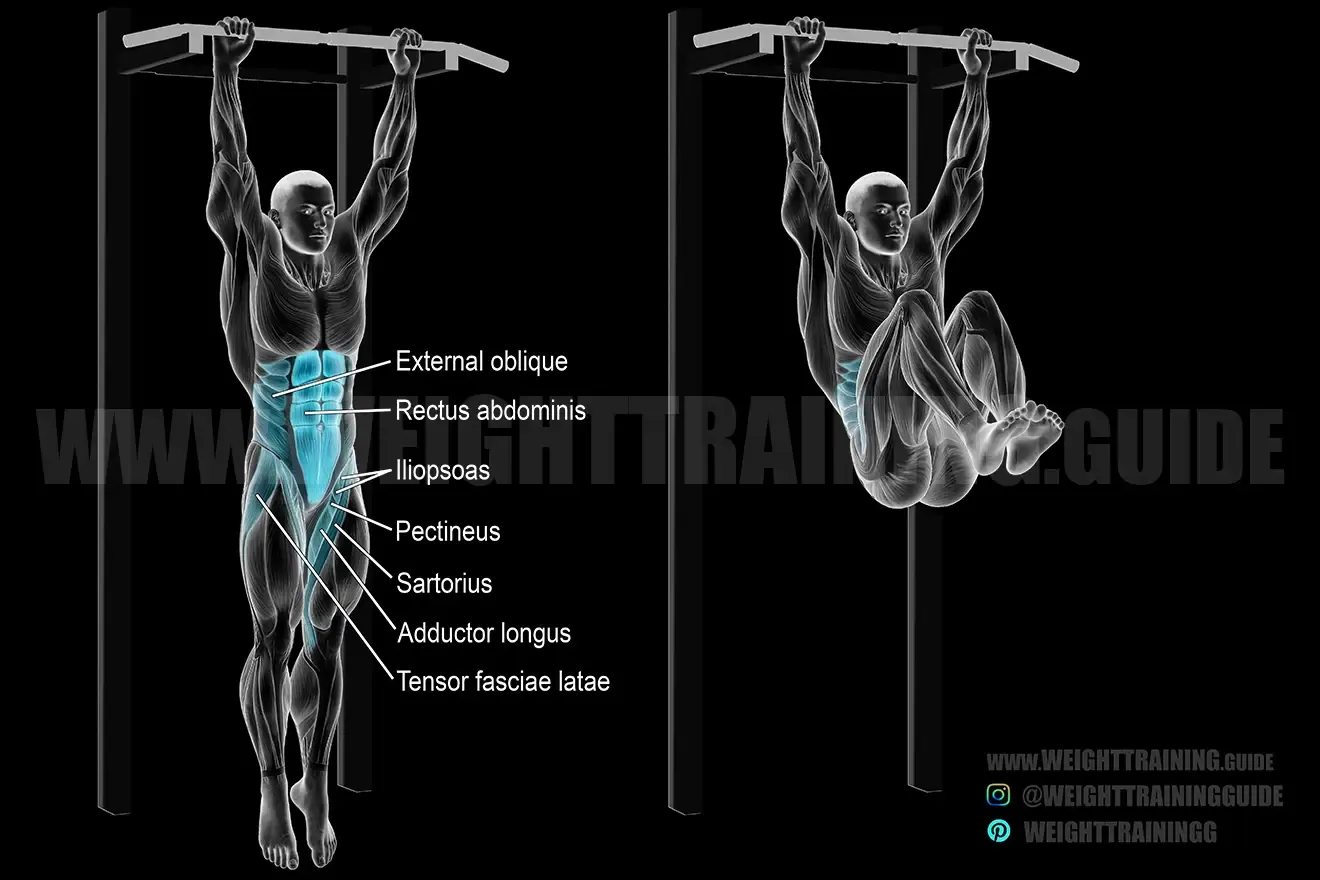 External oblique
Rectus abdominis
Iliopsoas
Pectineus
Sartorius
Adductor longus
Tensor fasciae latae
WWW.WEIGHTTRAINING.GUIDE
WWW.WEIGHTTRAINING.GUIDE
@WEIGHTTRAININGGUIDE
WEIGHTTRAININGG